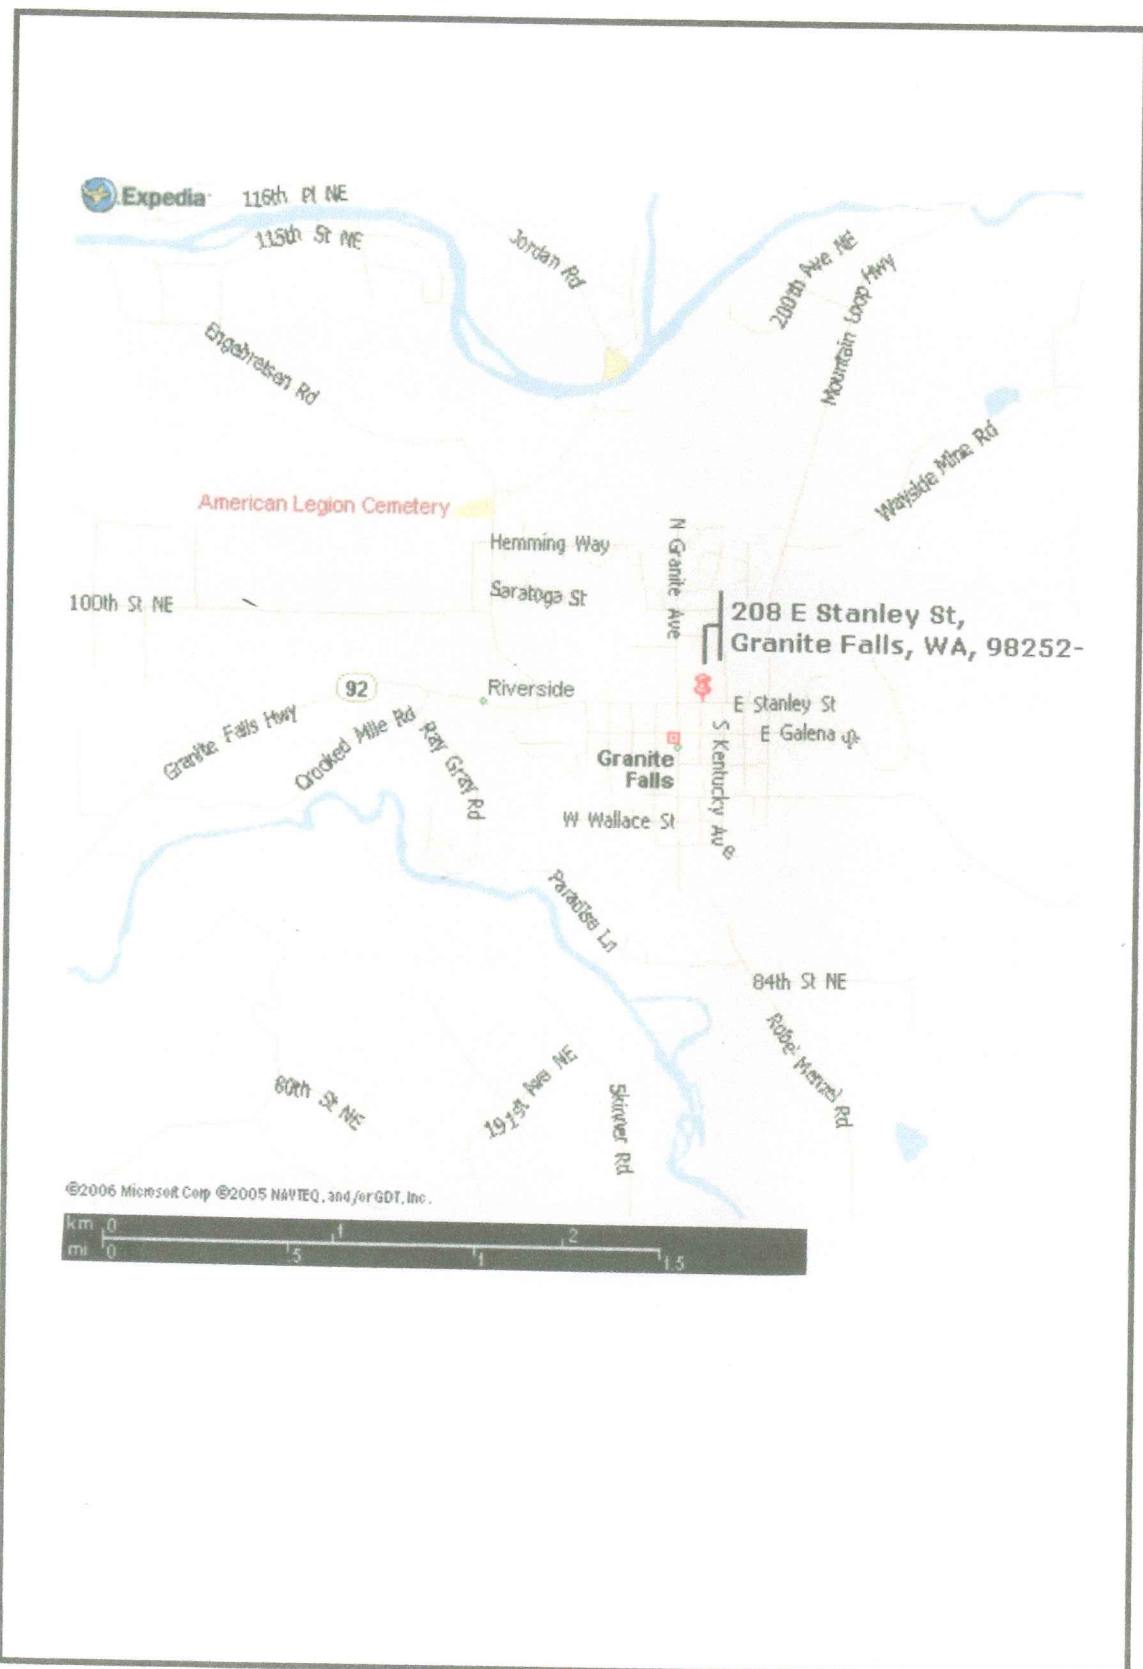 Expedia
116th Pl NE
115th St NE
Jordan Rd
200th Ave NE
Mountain Loop Hwy
Engebretsen Rd
Wayside Mine Rd
American Legion Cemetery
Hemming Way
N Granite Ave
Saratoga St
100th St NE
208 E Stanley St,
Granite Falls, WA, 98252-
92
Riverside
E Stanley St
Granite Falls Hwy
Crooked Mile Rd
Ray Gray Rd
S Kentucky Ave
E Galena
Granite
Falls
W Wallace St
Paradise Ln
84th St NE
Robe Menzel Rd
80th St NE
191st Ave NE
Skinner Rd
©2006 Microsoft Corp ©2005 NAVTEQ, and/or GDT, Inc.
km 0 1 2
mi 0 .5 1 1.5